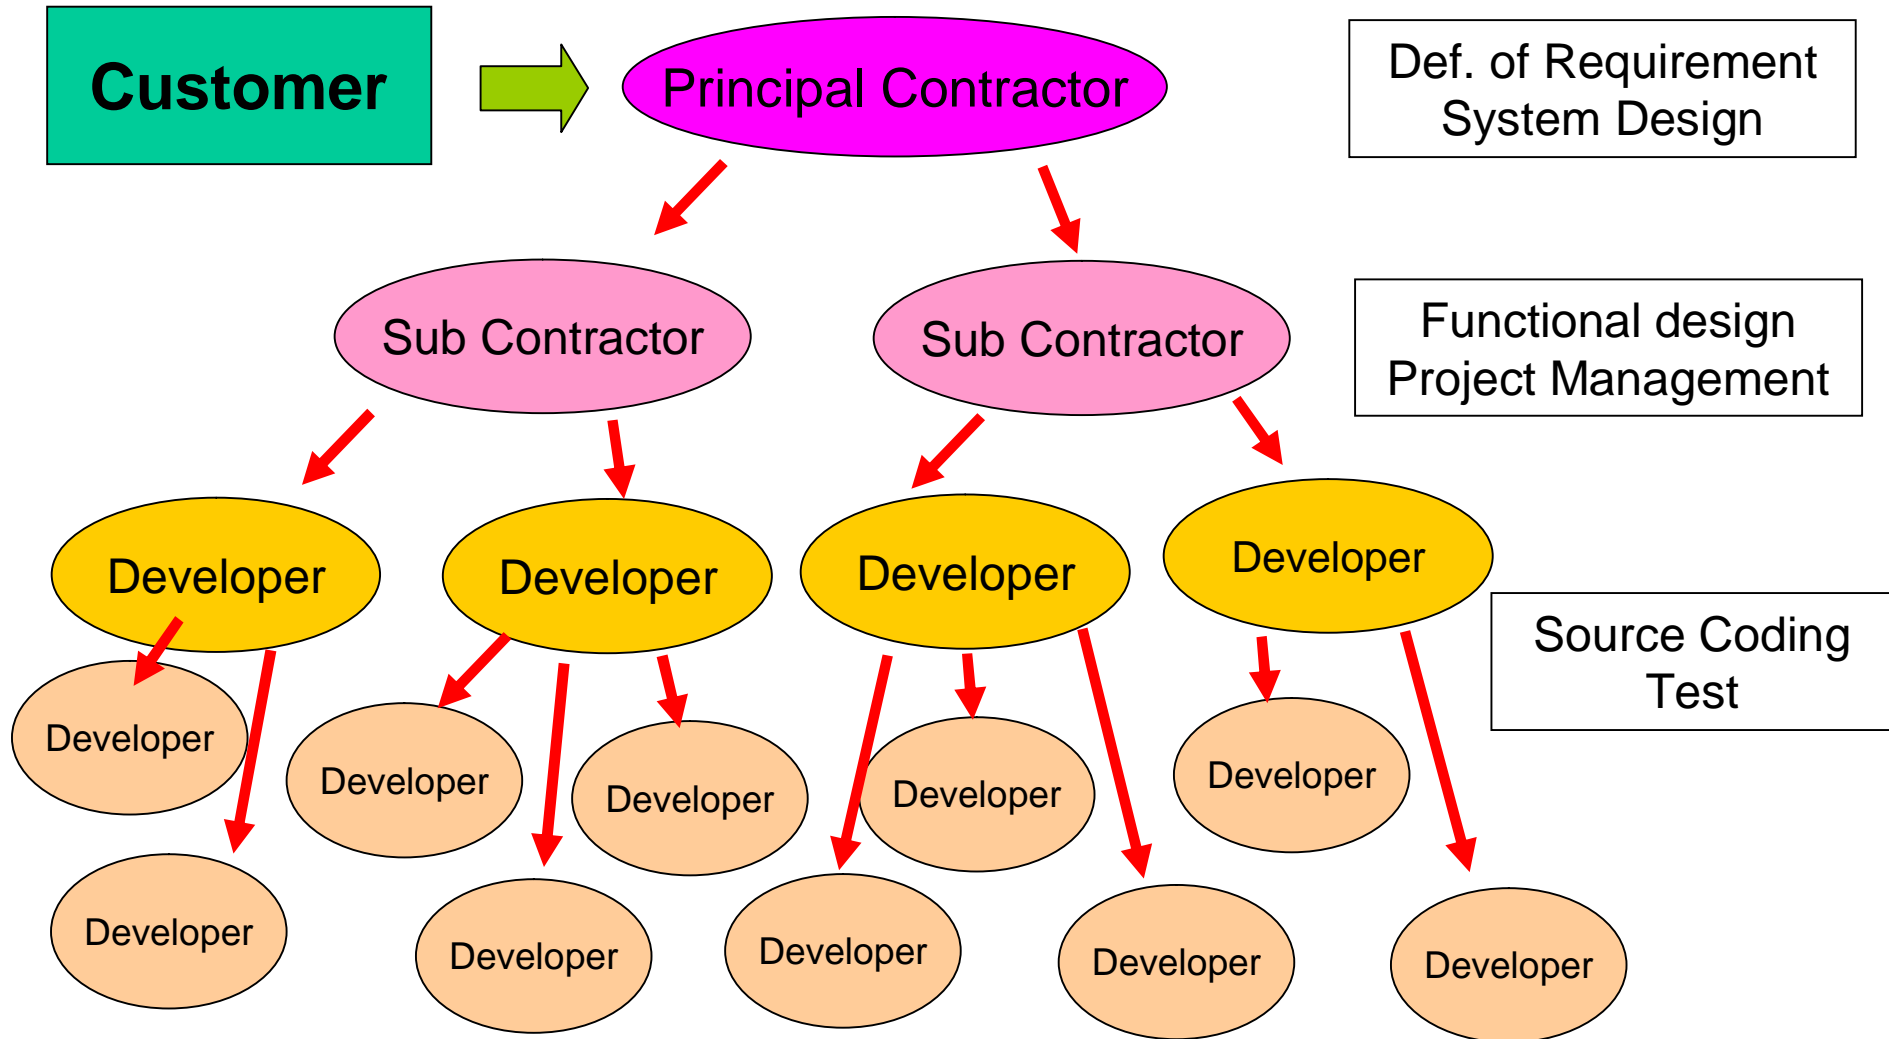 Customer
Principal Contractor
Def. of Requirement
System Design
Sub Contractor
Sub Contractor
Functional design
Project Management
Developer
Developer
Developer
Developer
Source Coding
Test
Developer
Developer
Developer
Developer
Developer
Developer
Developer
Developer
Developer
Developer